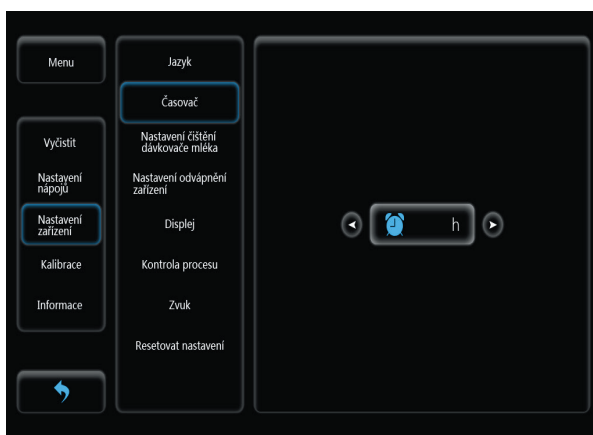 Menu
Vyčistit
Nastavení
nápojů
Nastavení
zařízení
Kalibrace
Informace
Jazyk
Časovač
Nastavení čištění
dávkovače mléka
Nastavení odvápnění
zařízení
Displej
Kontrola procesu
Zvuk
Resetovat nastavení
h